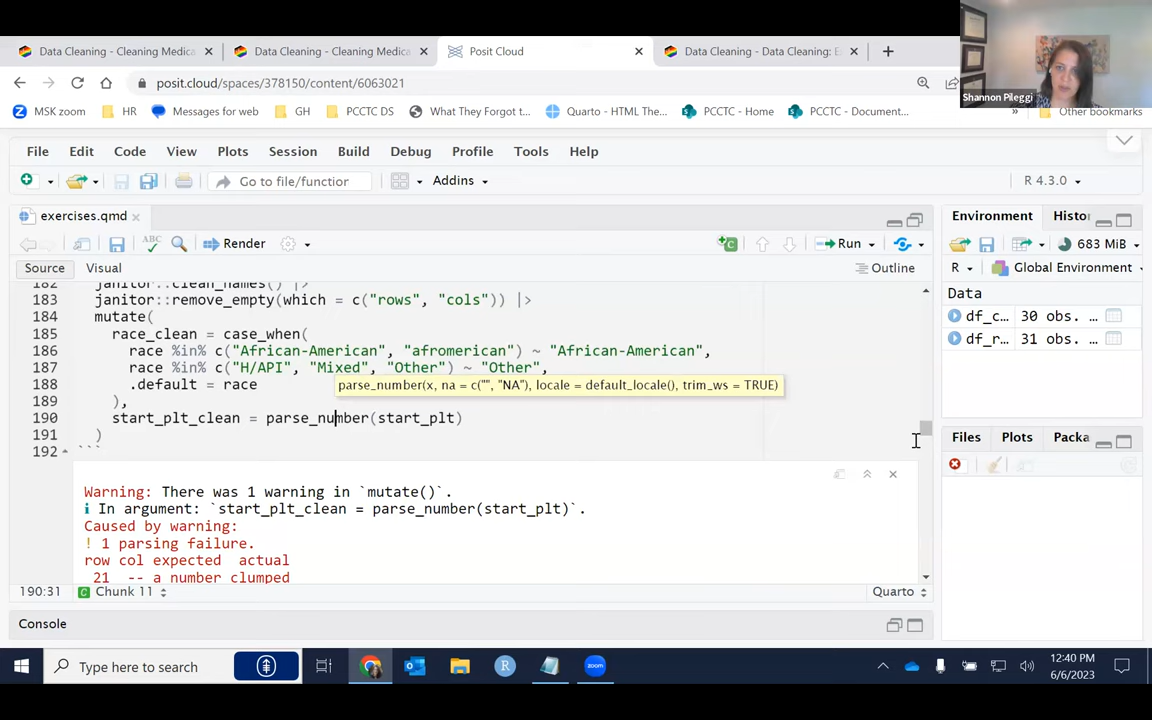 Data Cleaning - Cleaning Medica
Data Cleaning - Cleaning Medica
Posit Cloud
Data Cleaning - Data Cleaning: E
posit.cloud/spaces/378150/content/6063021
Shannon Pileggi
MSK zoom
HR
Messages for web
GH
PCCTC DS
What They Forgot t...
Quarto - HTML The...
PCCTC - Home
PCCTC - Document...
»
Other bookmarks
File Edit Code View Plots Session Build Debug Profile Tools Help
Go to file/functior
Addins
R 4.3.0
exercises.qmd
Render
Run
Source Visual
Outline
182 janitor::clean_names() |>
183 janitor::remove_empty(which = c("rows", "cols")) |>
184 mutate(
185 race_clean = case_when(
186 race %in% c("African-American", "afromerican") ~ "African-American",
187 race %in% c("H/API", "Mixed", "Other") ~ "Other",
188 .default = race
parse_number(x, na = c("", "NA"), locale = default_locale(), trim_ws = TRUE)
189 ),
190 start_plt_clean = parse_number(start_plt)
191 )
192 ```
Warning: There was 1 warning in `mutate()`.
ℹ In argument: `start_plt_clean = parse_number(start_plt)`.
Caused by warning:
! 1 parsing failure.
row col expected actual
21 -- a number clumped
190:31 Chunk 11
Quarto
Console
Environment Histo
683 MiB
R Global Environment
Data
df_c... 30 obs. ...
df_r... 31 obs. ...
Files Plots Packa
Type here to search
12:40 PM
6/6/2023